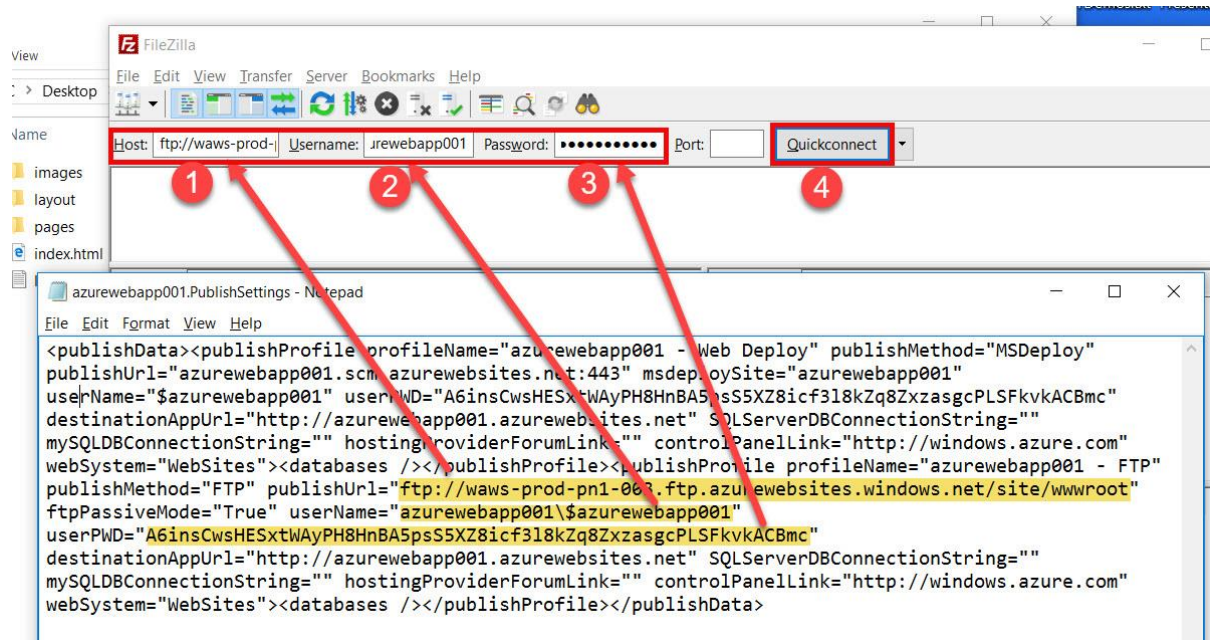 FileZilla
View
File Edit View Transfer Server Bookmarks Help
Desktop
Name
Host: ftp://waws-prod-p Username: urewebapp001 Password: Port: Quickconnect
1 2 3 4
images
layout
pages
index.html
azurewebapp001.PublishSettings - Notepad
File Edit Format View Help
<publishData><publishProfile profileName="azurewebapp001 - Web Deploy" publishMethod="MSDeploy"
publishUrl="azurewebapp001.scm.azurewebsites.net:443" msdeploySite="azurewebapp001"
userName="$azurewebapp001" userPWD="A6insCwsHESxtWAyPH8HnBA5psS5XZ8icf3l8kZq8ZxzasgcPLSFkvkACBmc"
destinationAppUrl="http://azurewebapp001.azurewebsites.net" SQLServerDBConnectionString=""
mySQLDBConnectionString="" hostingProviderForumLink="" controlPanelLink="http://windows.azure.com"
webSystem="WebSites"><databases /></publishProfile><publishProfile profileName="azurewebapp001 - FTP"
publishMethod="FTP" publishUrl="ftp://waws-prod-pn1-003.ftp.azurewebsites.windows.net/site/wwwroot"
ftpPassiveMode="True" userName="azurewebapp001\$azurewebapp001"
userPWD="A6insCwsHESxtWAyPH8HnBA5psS5XZ8icf3l8kZq8ZxzasgcPLSFkvkACBmc"
destinationAppUrl="http://azurewebapp001.azurewebsites.net" SQLServerDBConnectionString=""
mySQLDBConnectionString="" hostingProviderForumLink="" controlPanelLink="http://windows.azure.com"
webSystem="WebSites"><databases /></publishProfile></publishData>